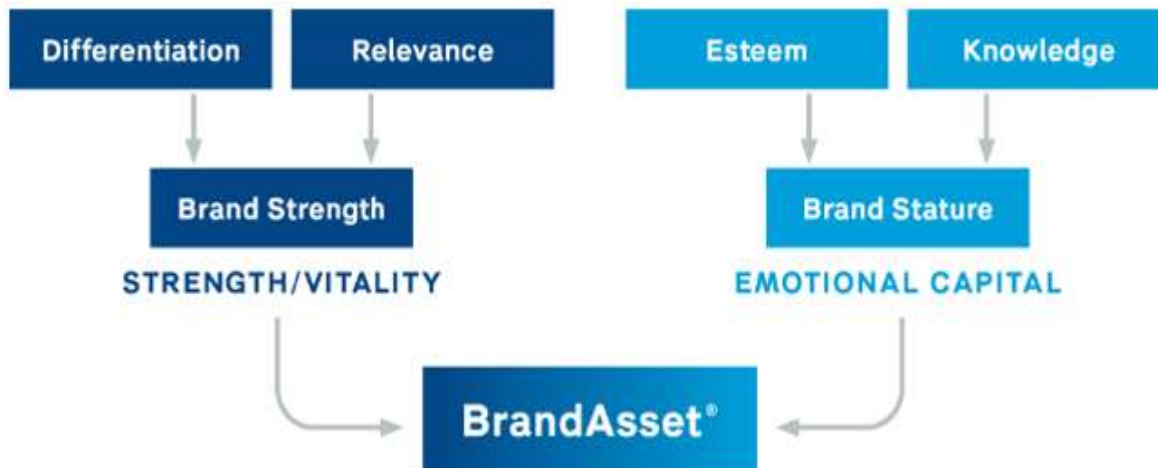 Differentiation
Relevance
Esteem
Knowledge
Brand Strength
Brand Stature
STRENGTH/VITALITY
EMOTIONAL CAPITAL
BrandAsset®